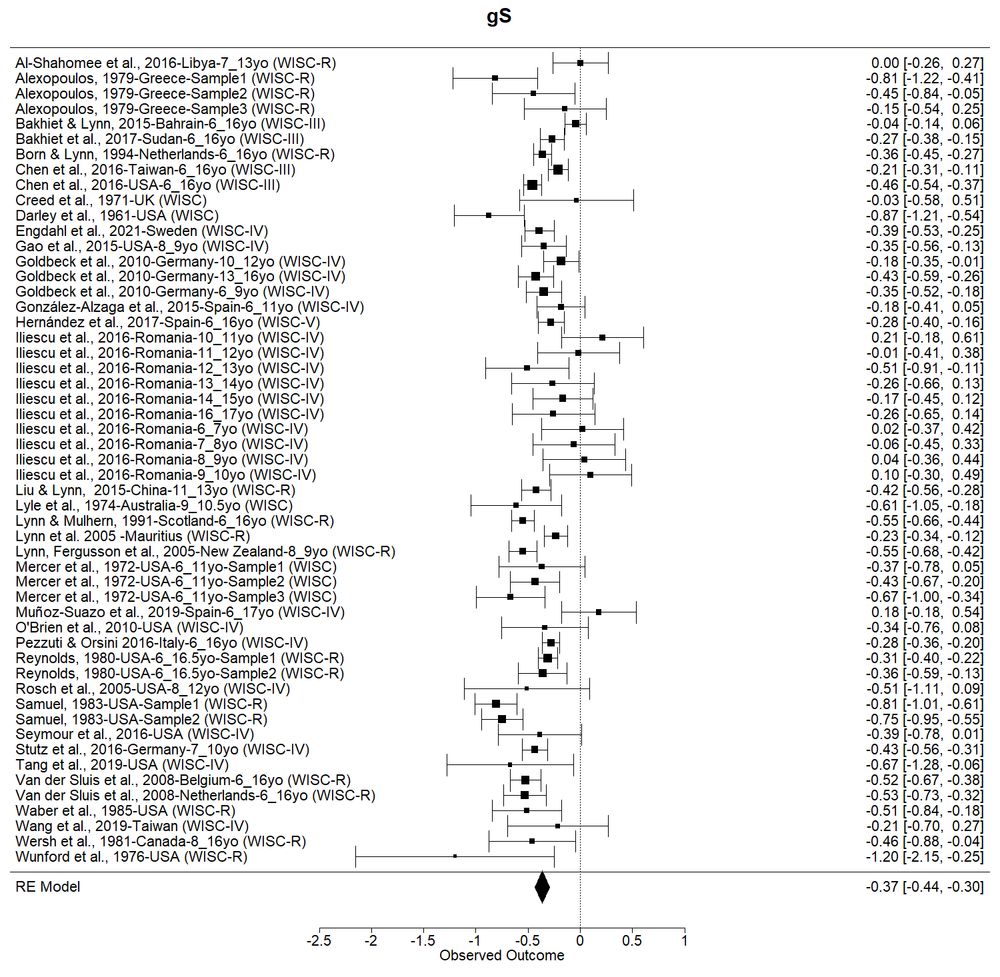 gS
Al-Shahomee et al., 2016-Libya-7_13yo (WISC-R) 0.00 [-0.26, 0.27]
Alexopoulos, 1979-Greece-Sample1 (WISC-R) -0.81 [-1.22, -0.41]
Alexopoulos, 1979-Greece-Sample2 (WISC-R) -0.45 [-0.84, -0.05]
Alexopoulos, 1979-Greece-Sample3 (WISC-R) -0.15 [-0.54, 0.25]
Bakhiet & Lynn, 2015-Bahrain-6_16yo (WISC-III) -0.04 [-0.14, 0.06]
Bakhiet et al., 2017-Sudan-6_16yo (WISC-III) -0.27 [-0.38, -0.15]
Born & Lynn, 1994-Netherlands-6_16yo (WISC-R) -0.36 [-0.45, -0.27]
Chen et al., 2016-Taiwan-6_16yo (WISC-III) -0.21 [-0.31, -0.11]
Chen et al., 2016-USA-6_16yo (WISC-III) -0.46 [-0.54, -0.37]
Creed et al., 1971-UK (WISC) -0.03 [-0.58, 0.51]
Darley et al., 1961-USA (WISC) -0.87 [-1.21, -0.54]
Engdahl et al., 2021-Sweden (WISC-IV) -0.39 [-0.53, -0.25]
Gao et al., 2015-USA-8_9yo (WISC-IV) -0.35 [-0.56, -0.13]
Goldbeck et al., 2010-Germany-10_12yo (WISC-IV) -0.18 [-0.35, -0.01]
Goldbeck et al., 2010-Germany-13_16yo (WISC-IV) -0.43 [-0.59, -0.26]
Goldbeck et al., 2010-Germany-6_9yo (WISC-IV) -0.35 [-0.52, -0.18]
González-Alzaga et al., 2015-Spain-6_11yo (WISC-IV) -0.18 [-0.41, 0.05]
Hernández et al., 2017-Spain-6_16yo (WISC-V) -0.28 [-0.40, -0.16]
Iliescu et al., 2016-Romania-10_11yo (WISC-IV) 0.21 [-0.18, 0.61]
Iliescu et al., 2016-Romania-11_12yo (WISC-IV) -0.01 [-0.41, 0.38]
Iliescu et al., 2016-Romania-12_13yo (WISC-IV) -0.51 [-0.91, -0.11]
Iliescu et al., 2016-Romania-13_14yo (WISC-IV) -0.26 [-0.66, 0.13]
Iliescu et al., 2016-Romania-14_15yo (WISC-IV) -0.17 [-0.45, 0.12]
Iliescu et al., 2016-Romania-16_17yo (WISC-IV) -0.26 [-0.65, 0.14]
Iliescu et al., 2016-Romania-6_7yo (WISC-IV) 0.02 [-0.37, 0.42]
Iliescu et al., 2016-Romania-7_8yo (WISC-IV) -0.06 [-0.45, 0.33]
Iliescu et al., 2016-Romania-8_9yo (WISC-IV) 0.04 [-0.36, 0.44]
Iliescu et al., 2016-Romania-9_10yo (WISC-IV) 0.10 [-0.30, 0.49]
Liu & Lynn, 2015-China-11_13yo (WISC-R) -0.42 [-0.56, -0.28]
Lyle et al., 1974-Australia-9_10.5yo (WISC) -0.61 [-1.05, -0.18]
Lynn & Mulhern, 1991-Scotland-6_16yo (WISC-R) -0.55 [-0.66, -0.44]
Lynn et al. 2005 -Mauritius (WISC-R) -0.23 [-0.34, -0.12]
Lynn, Fergusson et al., 2005-New Zealand-8_9yo (WISC-R) -0.55 [-0.68, -0.42]
Mercer et al., 1972-USA-6_11yo-Sample1 (WISC) -0.37 [-0.78, 0.05]
Mercer et al., 1972-USA-6_11yo-Sample2 (WISC) -0.43 [-0.67, -0.20]
Mercer et al., 1972-USA-6_11yo-Sample3 (WISC) -0.67 [-1.00, -0.34]
Muñoz-Suazo et al., 2019-Spain-6_17yo (WISC-IV) 0.18 [-0.18, 0.54]
O'Brien et al., 2010-USA (WISC-IV) -0.34 [-0.76, 0.08]
Pezzuti & Orsini 2016-Italy-6_16yo (WISC-IV) -0.28 [-0.36, -0.20]
Reynolds, 1980-USA-6_16.5yo-Sample1 (WISC-R) -0.31 [-0.40, -0.22]
Reynolds, 1980-USA-6_16.5yo-Sample2 (WISC-R) -0.36 [-0.59, -0.13]
Rosch et al., 2005-USA-8_12yo (WISC-IV) -0.51 [-1.11, 0.09]
Samuel, 1983-USA-Sample1 (WISC-R) -0.81 [-1.01, -0.61]
Samuel, 1983-USA-Sample2 (WISC-R) -0.75 [-0.95, -0.55]
Seymour et al., 2016-USA (WISC-IV) -0.39 [-0.78, 0.01]
Stutz et al., 2016-Germany-7_10yo (WISC-IV) -0.43 [-0.56, -0.31]
Tang et al., 2019-USA (WISC-IV) -0.67 [-1.28, -0.06]
Van der Sluis et al., 2008-Belgium-6_16yo (WISC-R) -0.52 [-0.67, -0.38]
Van der Sluis et al., 2008-Netherlands-6_16yo (WISC-R) -0.53 [-0.73, -0.32]
Waber et al., 1985-USA (WISC-R) -0.51 [-0.84, -0.18]
Wang et al., 2019-Taiwan (WISC-IV) -0.21 [-0.70, 0.27]
Wersh et al., 1981-Canada-8_16yo (WISC-R) -0.46 [-0.88, -0.04]
Wunford et al., 1976-USA (WISC-R) -1.20 [-2.15, -0.25]
RE Model -0.37 [-0.44, -0.30]
-2.5 -2 -1.5 -1 -0.5 0 0.5 1
Observed Outcome